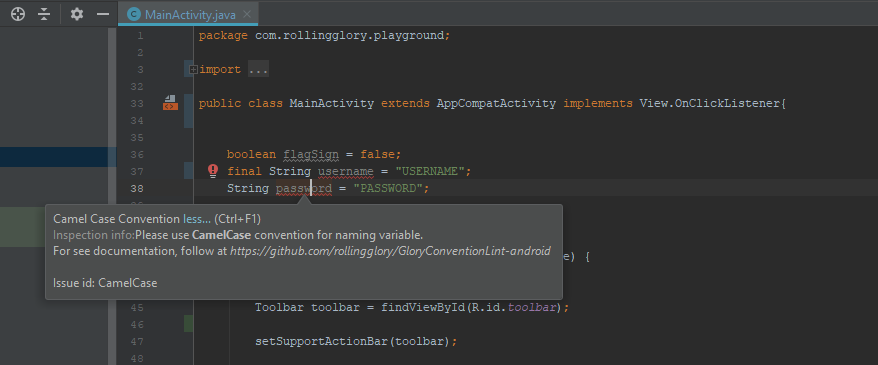 MainActivity.java
1 package com.rollingglory.playground;
2
3 import ...
32
33 public class MainActivity extends AppCompatActivity implements View.OnClickListener{
34
35
36 boolean flagSign = false;
37 final String username = "USERNAME";
38 String password = "PASSWORD";
Camel Case Convention less... (Ctrl+F1)
Inspection info:Please use CamelCase convention for naming variable.
For see documentation, follow at https://github.com/rollingglory/GloryConventionLint-android
Issue id: CamelCase
) {
45 Toolbar toolbar = findViewById(R.id.toolbar);
46
47 setSupportActionBar(toolbar);
48